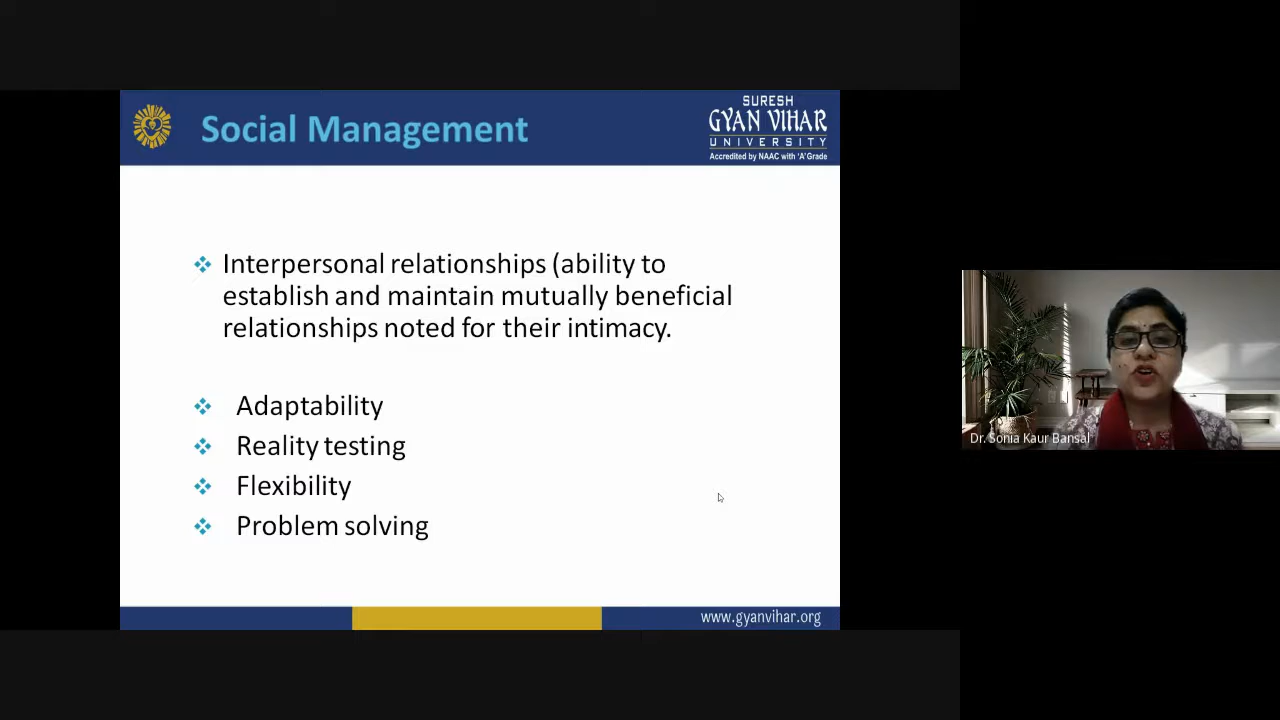 Social Management
SURESH
GYAN VIHAR
UNIVERSITY
Accredited by NAAC with 'A' Grade
Interpersonal relationships (ability to
establish and maintain mutually beneficial
relationships noted for their intimacy.
Adaptability
Reality testing
Flexibility
Problem solving
www.gyanvihar.org
Dr. Sonia Kaur Bansal